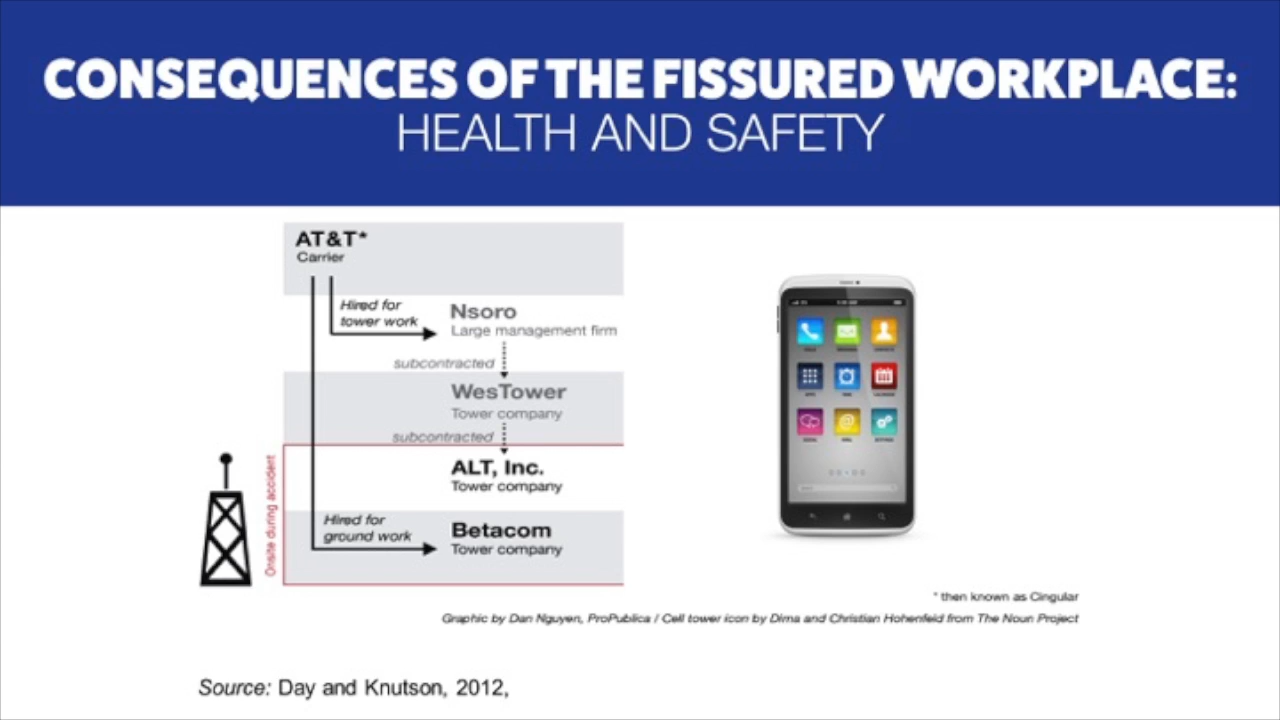 CONSEQUENCES OF THE FISSURED WORKPLACE:
HEALTH AND SAFETY
AT&T*
Carrier
Hired for
tower work
Nsoro
Large management firm
subcontracted
WesTower
Tower company
subcontracted
Onsite during accident
ALT, Inc.
Tower company
Hired for
ground work
Betacom
Tower company
* then known as Cingular
Graphic by Dan Nguyen, ProPublica / Cell tower icon by Dima and Christian Hohenfeld from The Noun Project
Source: Day and Knutson, 2012,